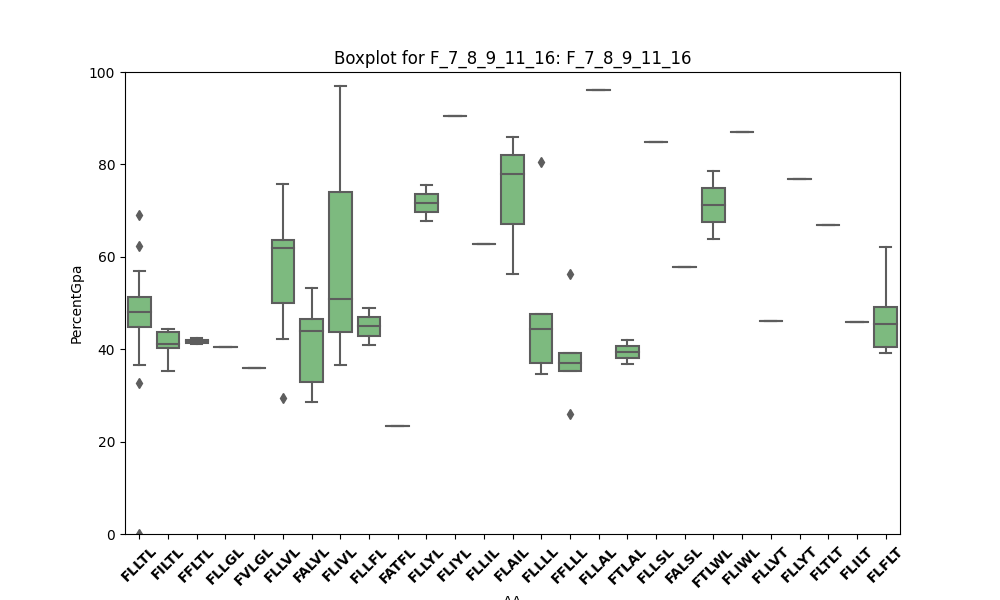 Boxplot for F_7_8_9_11_16: F_7_8_9_11_16
100
80
60
40
20
0
PercentGpa
FLLTL FILTL FFLTL FLLGL FVLGL FLLVL FALVL FLIVL FLLFL FATFL FLLYL FLIYL FLLIL FLAIL FLLLL FFLLL FLLAL FTLAL FLLSL FALSL FTLWL FLIWL FLLVT FLLYT FLTLT FLILT FLFLT
AA